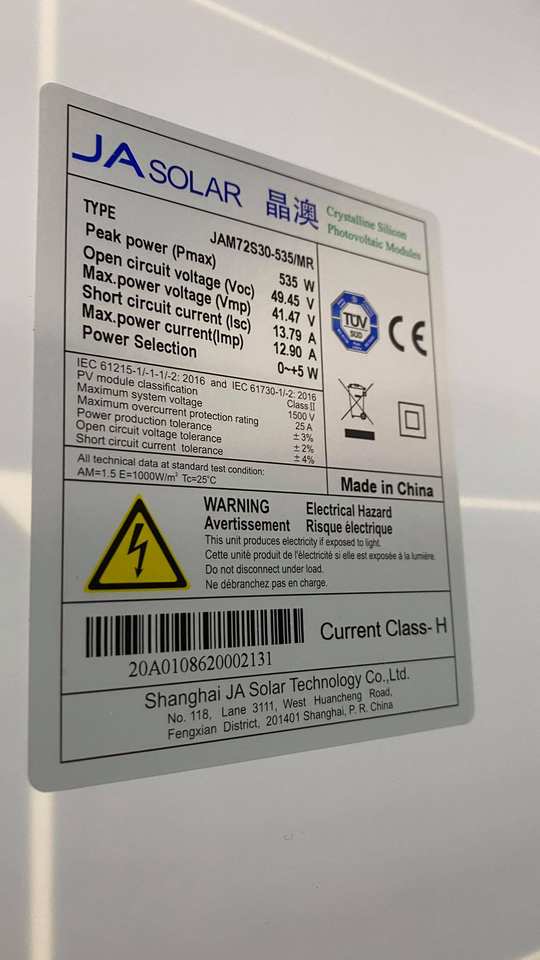 JA SOLAR 晶澳
Crystalline Silicon
Photovoltaic Modules
TYPE JAM72S30-535/MR
Peak power (Pmax) 535 W
Open circuit voltage (Voc) 49.45 V
Max.power voltage (Vmp) 41.47 V
Short circuit current (Isc) 13.79 A
Max.power current(Imp) 12.90 A
Power Selection 0~+5 W
IEC 61215-1/-1-1/-2: 2016 and IEC 61730-1/-2: 2016
PV module classification Class II
Maximum system voltage 1500 V
Maximum overcurrent protection rating 25 A
Power production tolerance ± 3%
Open circuit voltage tolerance ± 2%
Short circuit current tolerance ± 4%
All technical data at standard test condition:
AM=1.5 E=1000W/m² Tc=25°C
TÜV
SÜD
CE
Made in China
WARNING Electrical Hazard
Avertissement Risque électrique
This unit produces electricity if exposed to light.
Cette unité produit de l'électricité si elle est exposée à la lumière.
Do not disconnect under load.
Ne débranchez pas en charge.
20A0108620002131
Current Class- H
Shanghai JA Solar Technology Co.,Ltd.
No. 118, Lane 3111, West Huancheng Road,
Fengxian District, 201401 Shanghai, P. R. China